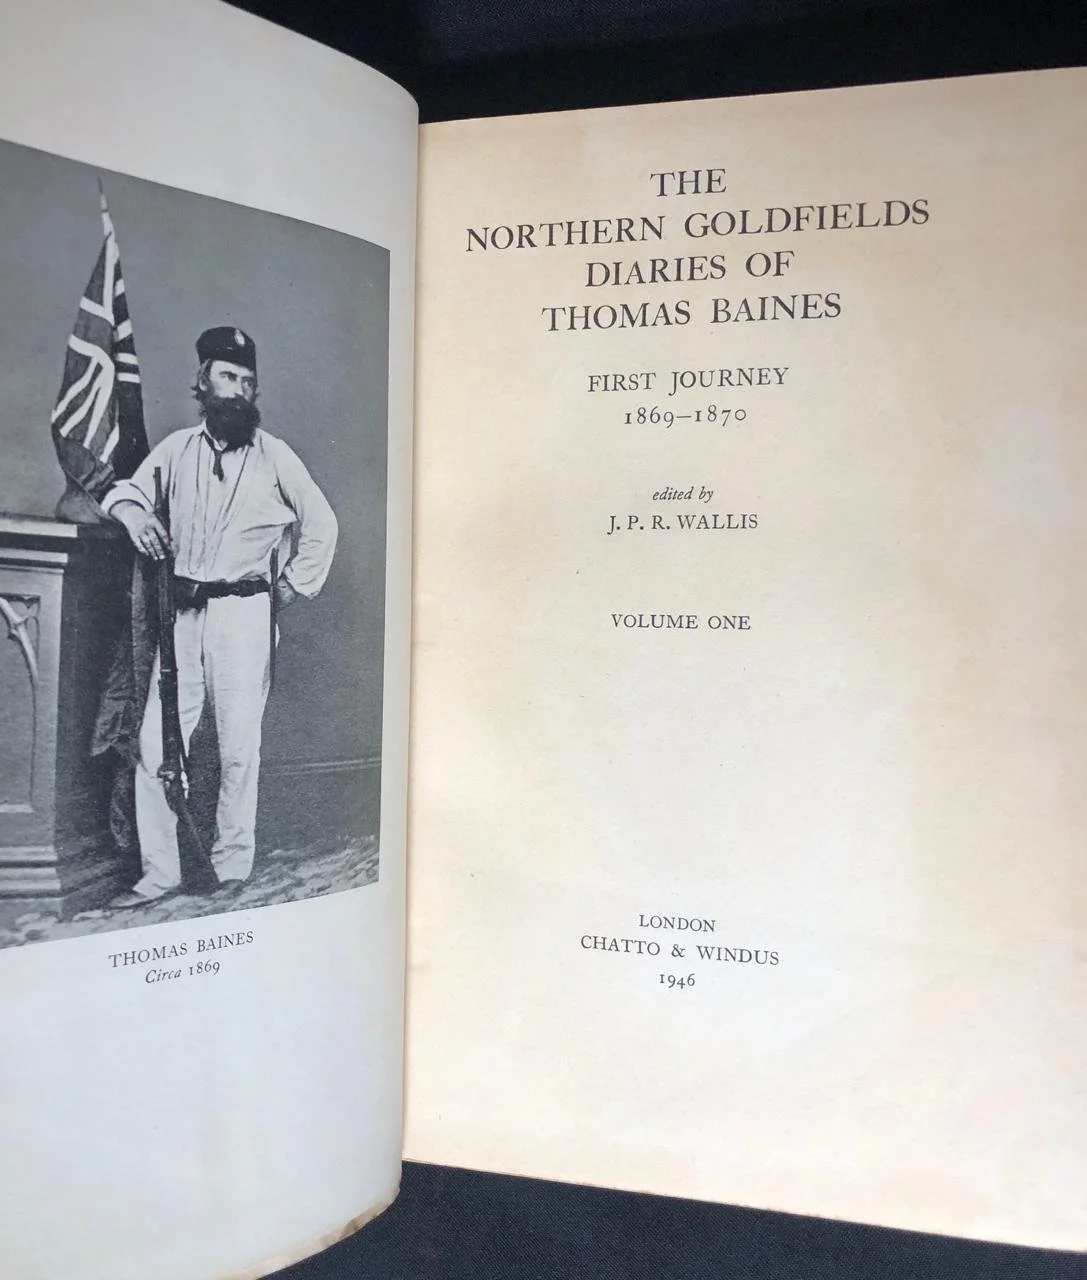 THOMAS BAINES
Circa 1869
THE
NORTHERN GOLDFIELDS
DIARIES OF
THOMAS BAINES
FIRST JOURNEY
1869–1870
edited by
J. P. R. WALLIS
VOLUME ONE
LONDON
CHATTO & WINDUS
1946